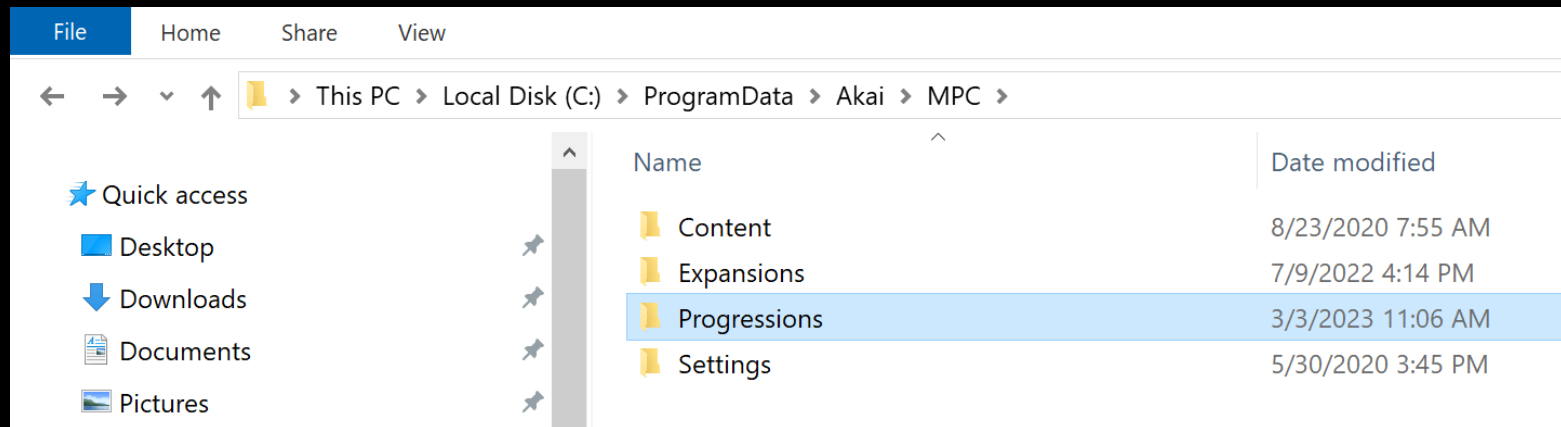 File Home Share View
This PC > Local Disk (C:) > ProgramData > Akai > MPC >
Name Date modified
Quick access
Content 8/23/2020 7:55 AM
Desktop
Expansions 7/9/2022 4:14 PM
Downloads
Progressions 3/3/2023 11:06 AM
Documents
Settings 5/30/2020 3:45 PM
Pictures